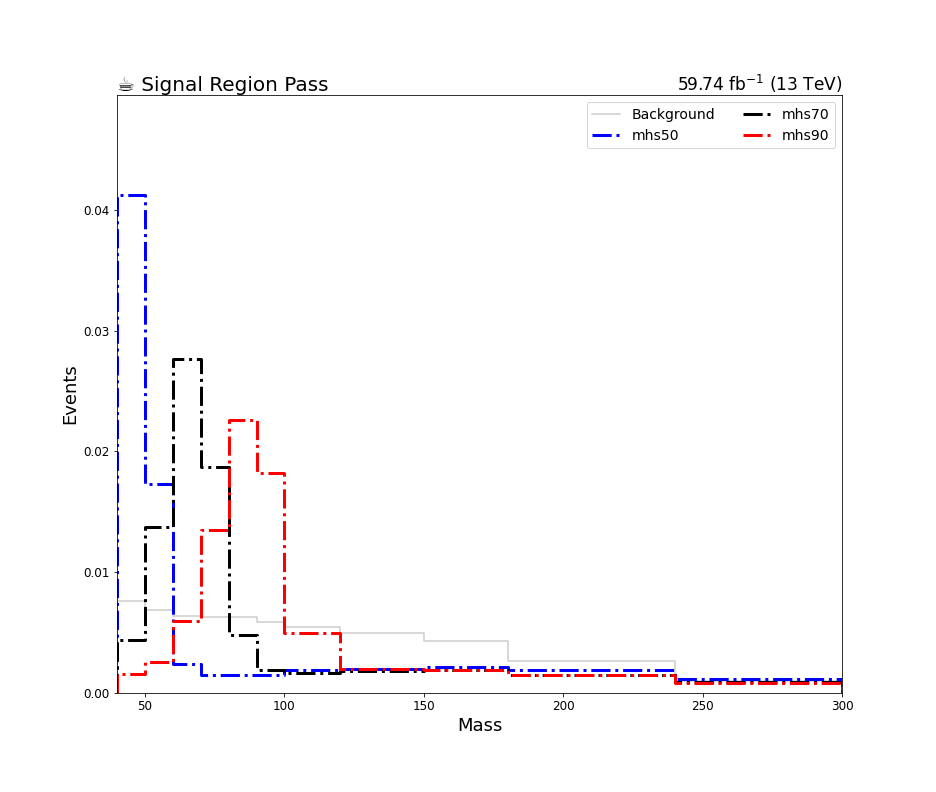 ☕ Signal Region Pass
59.74 fb⁻¹ (13 TeV)
Background
mhs50
mhs70
mhs90
Events
0.04
0.03
0.02
0.01
0.00
50 100 150 200 250 300
Mass